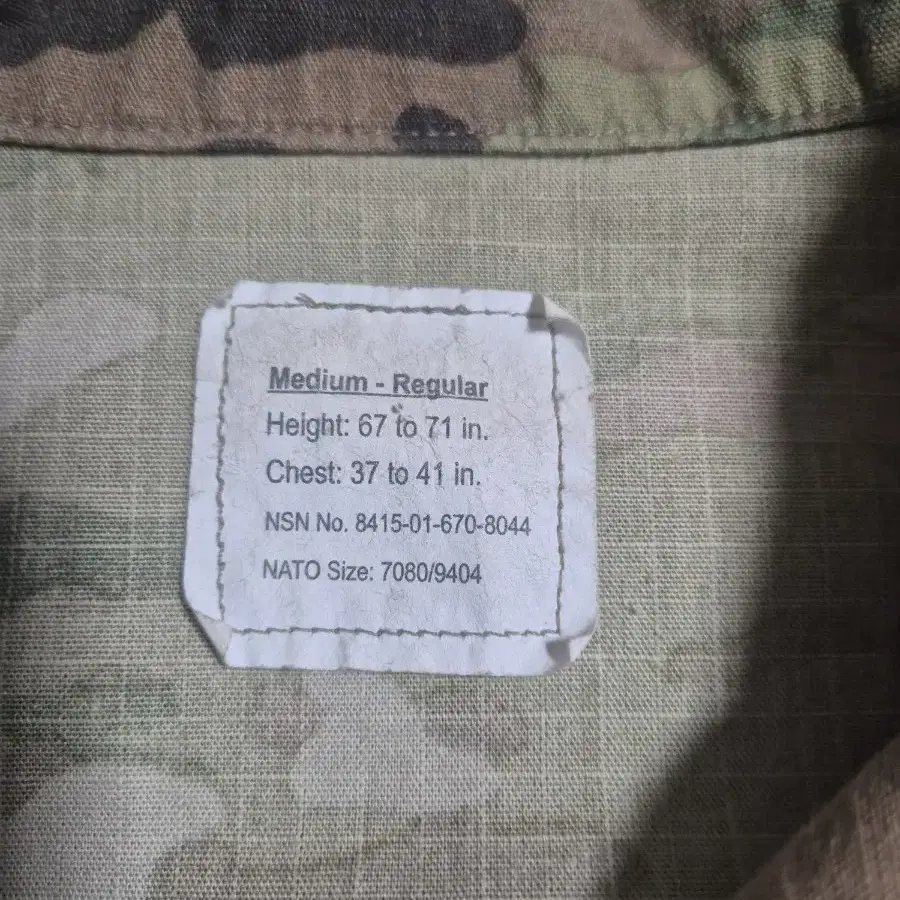 Medium - Regular
Height: 67 to 71 in.
Chest: 37 to 41 in.
NSN No. 8415-01-670-8044
NATO Size: 7080/9404